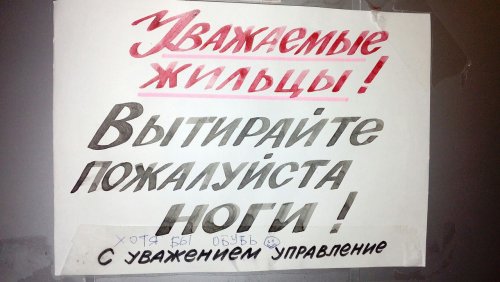 Уважаемые
жильцы!
Вытирайте
пожалуйста
ноги!
ХОТЯ БЫ ОБУВЬ ☺
С уважением управление